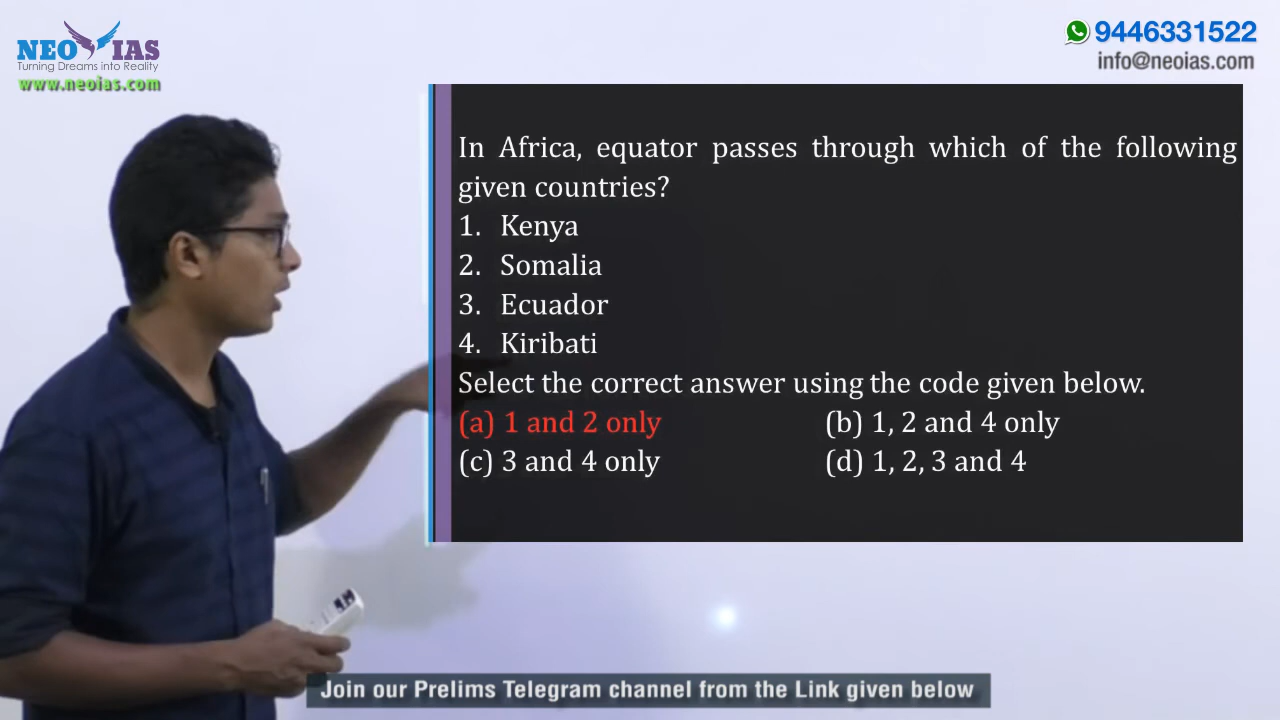 NEO IAS
Turning Dreams into Reality
www.neoias.com
9446331522
info@neoias.com
In Africa, equator passes through which of the following
given countries?
1. Kenya
2. Somalia
3. Ecuador
4. Kiribati
Select the correct answer using the code given below.
(a) 1 and 2 only (b) 1, 2 and 4 only
(c) 3 and 4 only (d) 1, 2, 3 and 4
Join our Prelims Telegram channel from the Link given below